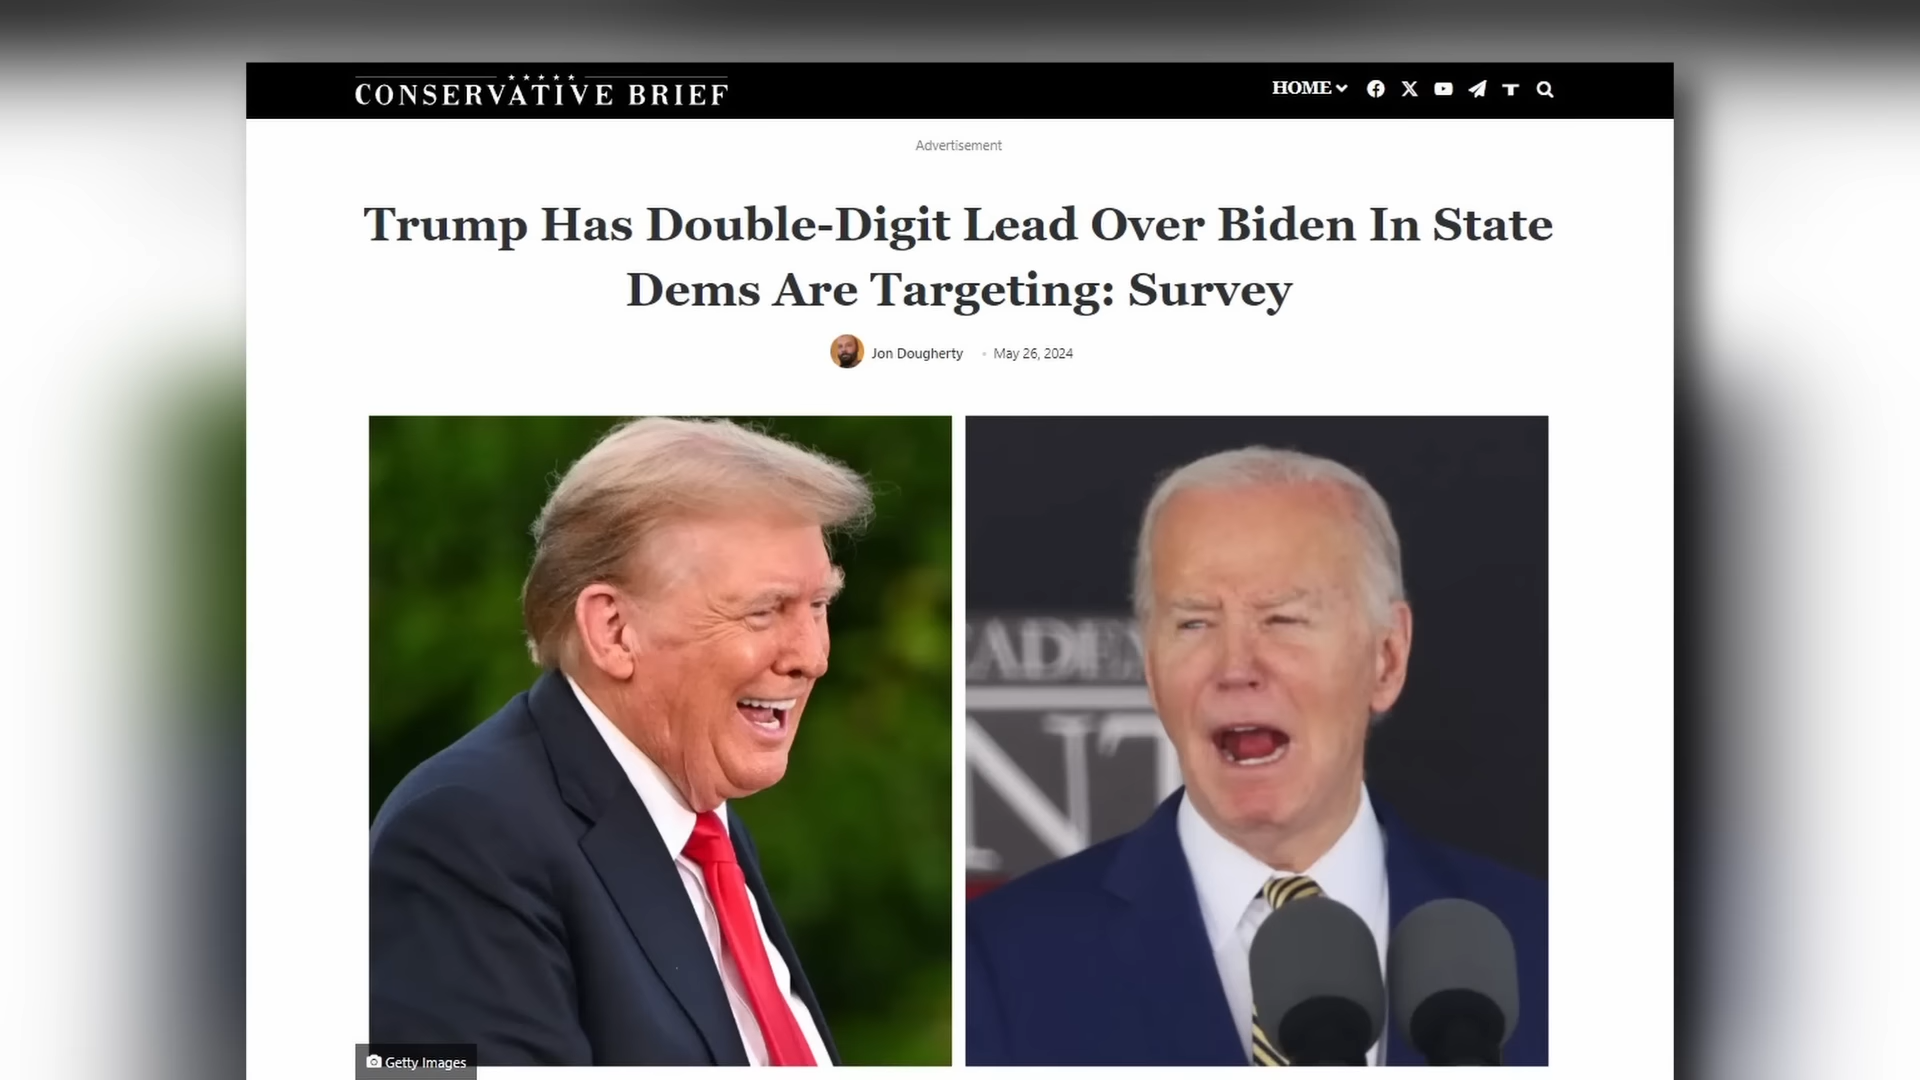 CONSERVATIVE BRIEF
HOME
Advertisement
Trump Has Double-Digit Lead Over Biden In State
Dems Are Targeting: Survey
Jon Dougherty • May 26, 2024
NT
Getty Images